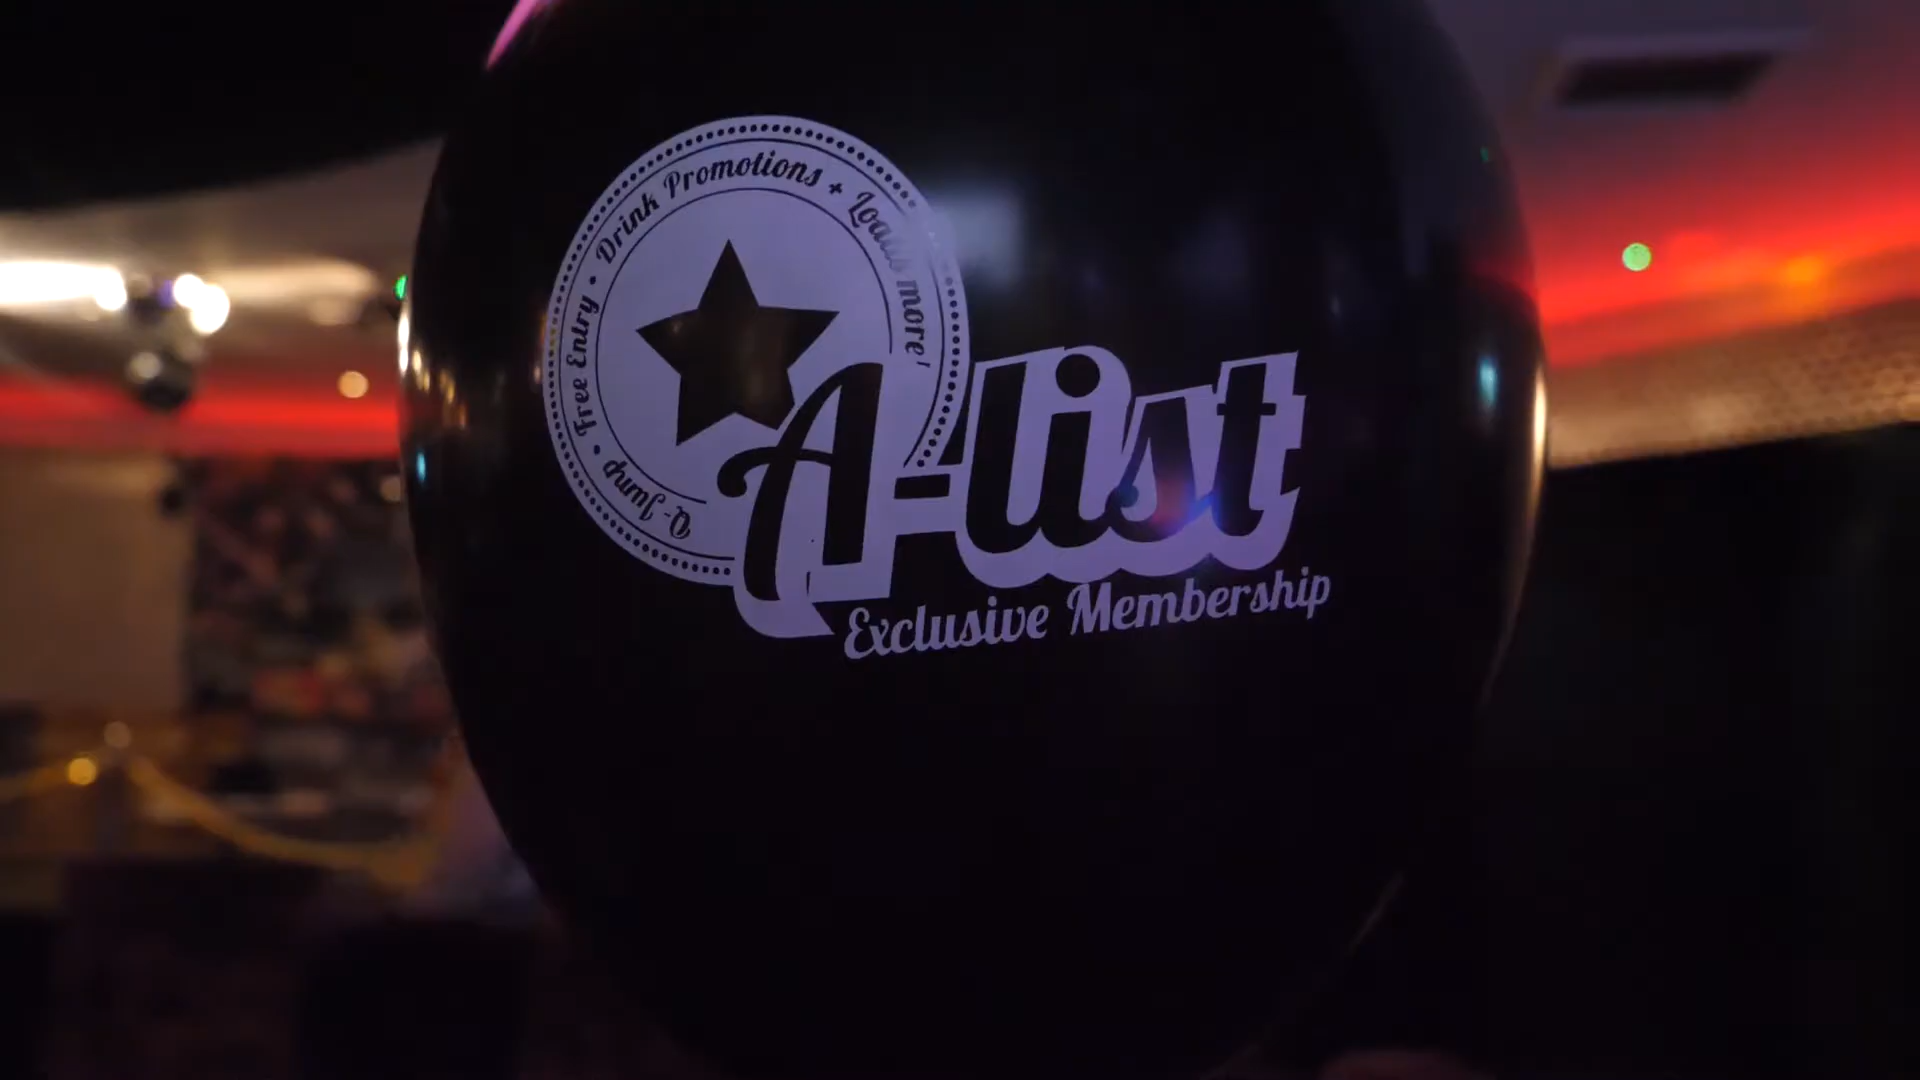 Q-Jump • Free Entry • Drink Promotions + Loads more!
A-list
Exclusive Membership